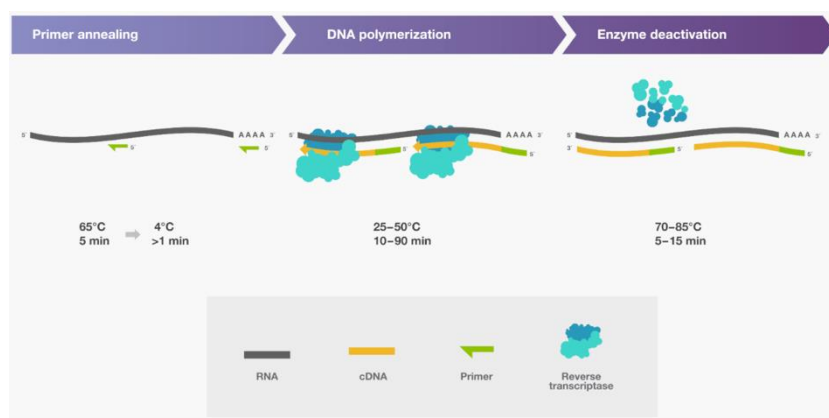 Primer annealing
DNA polymerization
Enzyme deactivation
5´ AAAA 3´
5´ 5´
5´ AAAA 3´
5´ 5´
5´ AAAA 3´
3´ 5´ 5´
65°C 4°C
5 min >1 min
25–50°C
10–90 min
70–85°C
5–15 min
RNA
cDNA
Primer
Reverse
transcriptase